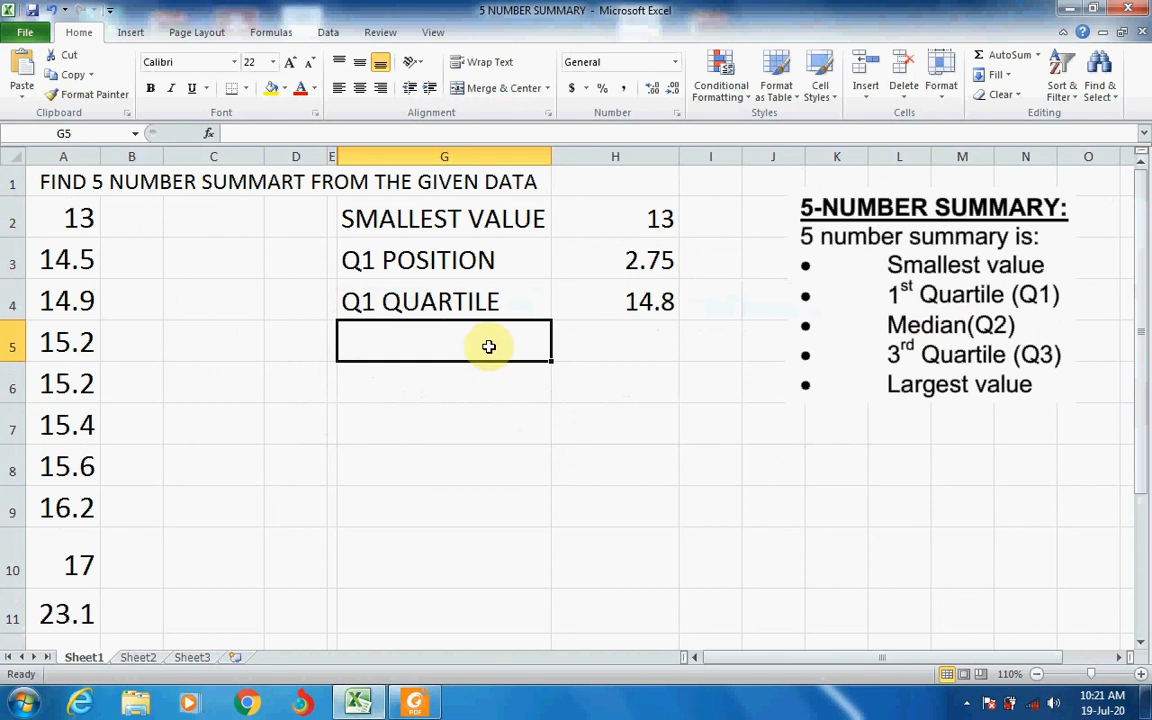 5 NUMBER SUMMARY - Microsoft Excel
File Home Insert Page Layout Formulas Data Review View
Cut
Copy
Format Painter
Paste
Clipboard
Calibri 22
B I U
Font
Wrap Text
Merge & Center
Alignment
General
$ % ,
Number
Conditional Formatting
Format as Table
Cell Styles
Styles
Insert Delete Format
Cells
Σ AutoSum
Fill
Clear
Sort & Filter
Find & Select
Editing
G5 fx
A B C D E G H I J K L M N O
1 FIND 5 NUMBER SUMMART FROM THE GIVEN DATA
2 13 SMALLEST VALUE 13
3 14.5 Q1 POSITION 2.75
4 14.9 Q1 QUARTILE 14.8
5 15.2
6 15.2
7 15.4
8 15.6
9 16.2
10 17
11 23.1
5-NUMBER SUMMARY:
5 number summary is:
• Smallest value
• 1st Quartile (Q1)
• Median(Q2)
• 3rd Quartile (Q3)
• Largest value
Sheet1 Sheet2 Sheet3
Ready 110%
PDF
10:21 AM
19-Jul-20